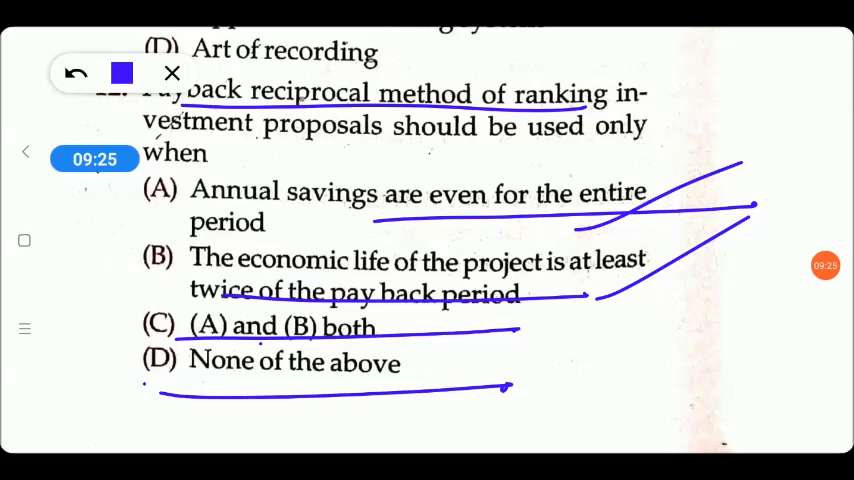 (D) Art of recording
back reciprocal method of ranking in-
vestment proposals should be used only
09:25 when
(A) Annual savings are even for the entire
period
09:25
(B) The economic life of the project is at least
twice of the pay back period
(C) (A) and (B) both
(D) None of the above